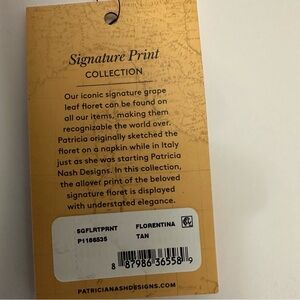 Signature Print
COLLECTION
Our iconic signature grape
leaf floret can be found on
all our items, making them
recognizable the world over.
Patricia originally sketched the
floret on a napkin while in Italy
just as she was starting Patricia
Nash Designs. In this collection,
the allover print of the beloved
signature floret is displayed
with understated elegance.
SGFLRTPRNT FLORENTINA
P1186535 TAN
8 87986 36558 9
PATRICIANASHDESIGNS.COM